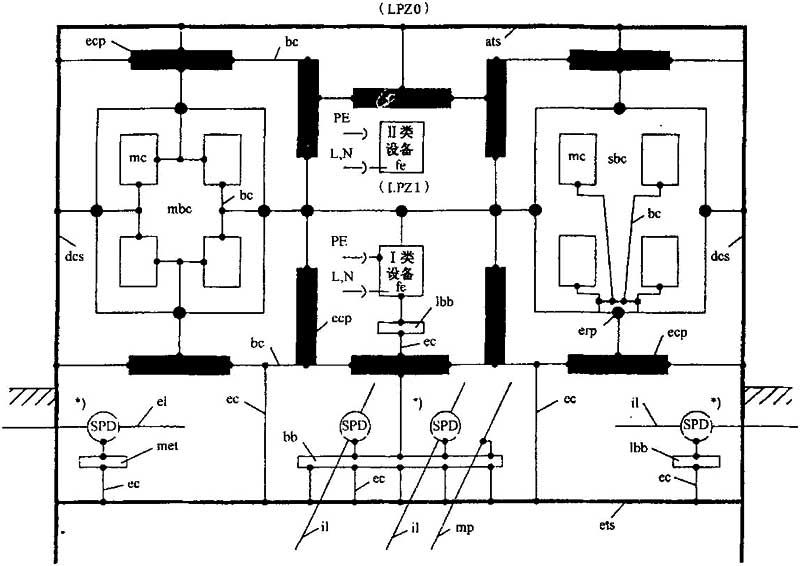 (LPZ0)
ecp
bc
ats
PE
II类
设备
fe
L,N
mc
mbc
bc
mc
sbc
bc
(LPZ1)
dcs
dcs
PE
I类
设备
fe
L,N
ccp
lbb
bc
ec
erp
ecp
*)
el
SPD
met
ec
ec
bb
SPD
*)
SPD
ec
ec
il
*)
SPD
lbb
ec
il
il
mp
ets